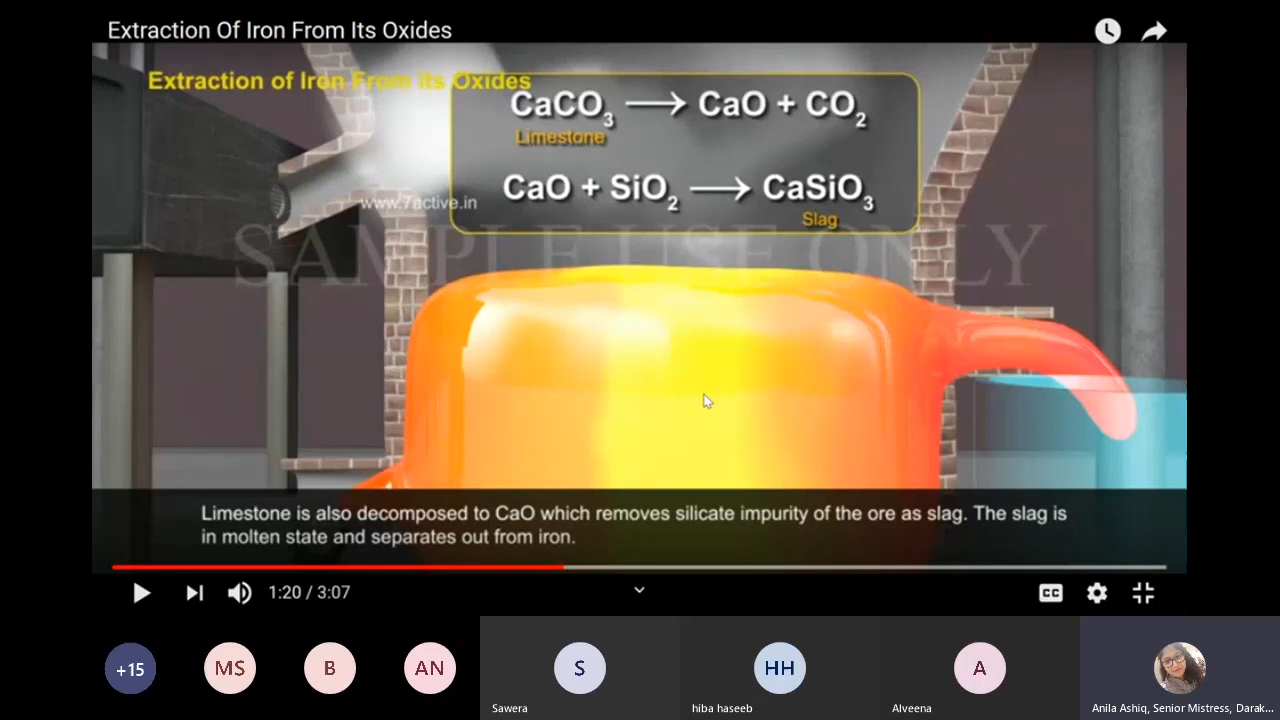 Extraction Of Iron From Its Oxides
Extraction of Iron From its Oxides
CaCO₃ ⟶ CaO + CO₂
Limestone
CaO + SiO₂ ⟶ CaSiO₃
Slag
www.7active.in
SAMPLE USE ONLY
Limestone is also decomposed to CaO which removes silicate impurity of the ore as slag. The slag is
in molten state and separates out from iron.
1:20 / 3:07
CC
+15
MS
B
AN
S
HH
A
Sawera
hiba haseeb
Alveena
Anila Ashiq, Senior Mistress, Darak...